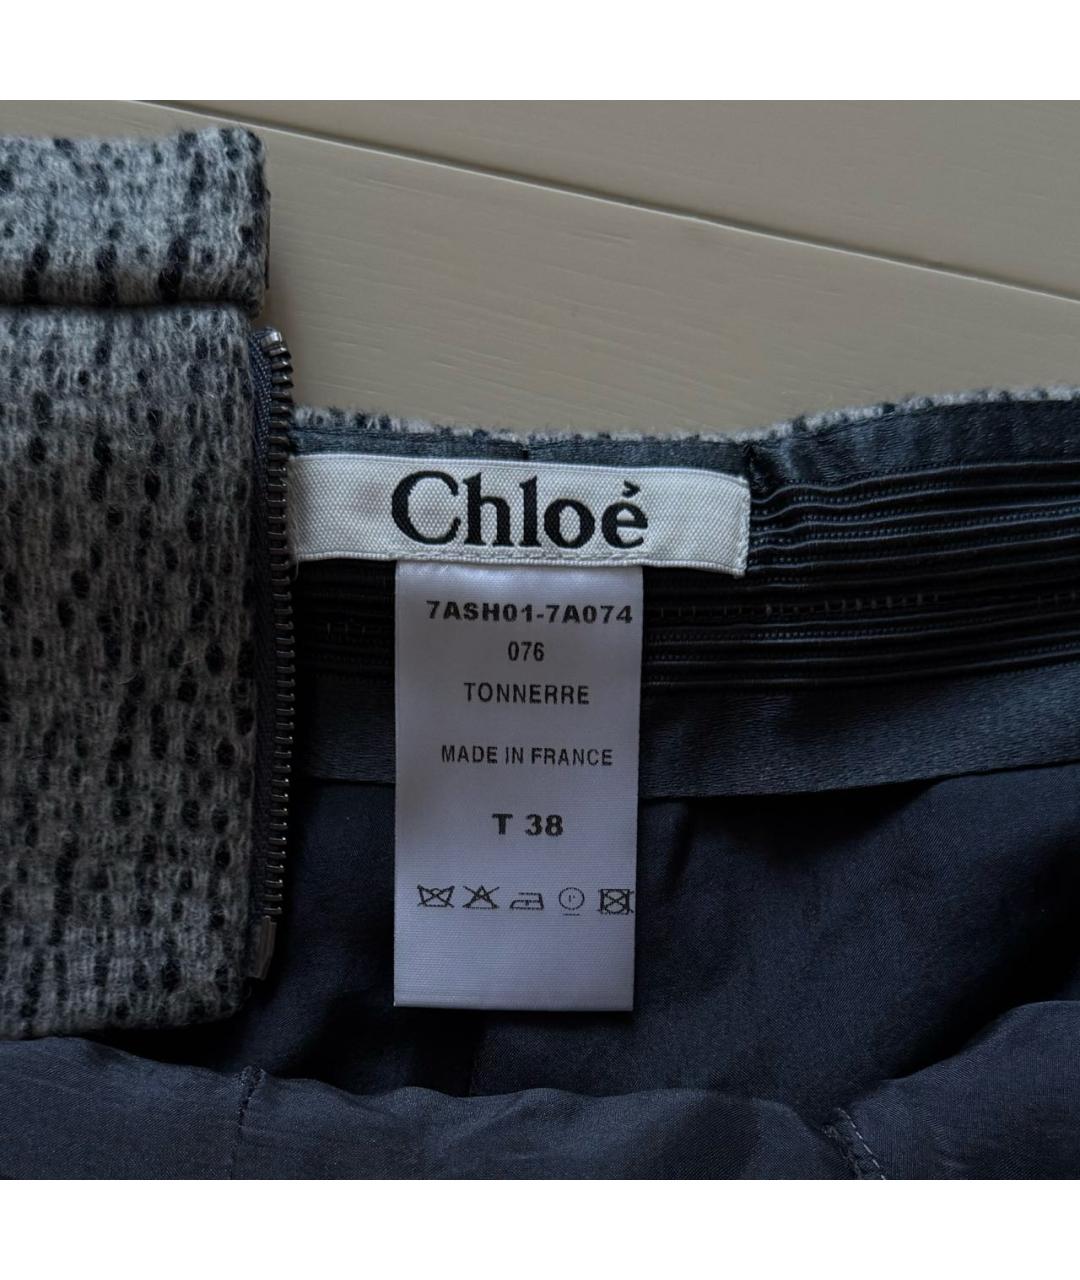 Chloé
7ASH01-7A074
076
TONNERRE
MADE IN FRANCE
T 38